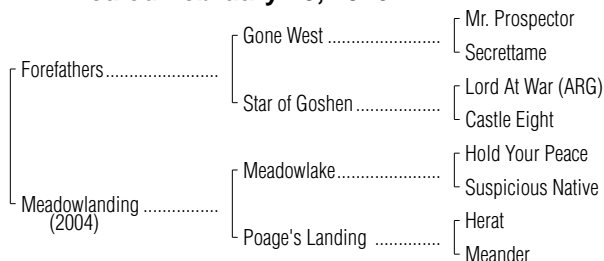 Mr. Prospector
Gone West ........................
Secrettame
Forefathers........................
Lord At War (ARG)
Star of Goshen ..................
Castle Eight
Hold Your Peace
Meadowlake......................
Suspicious Native
Meadowlanding ................
(2004)
Herat
Poage's Landing ..............
Meander